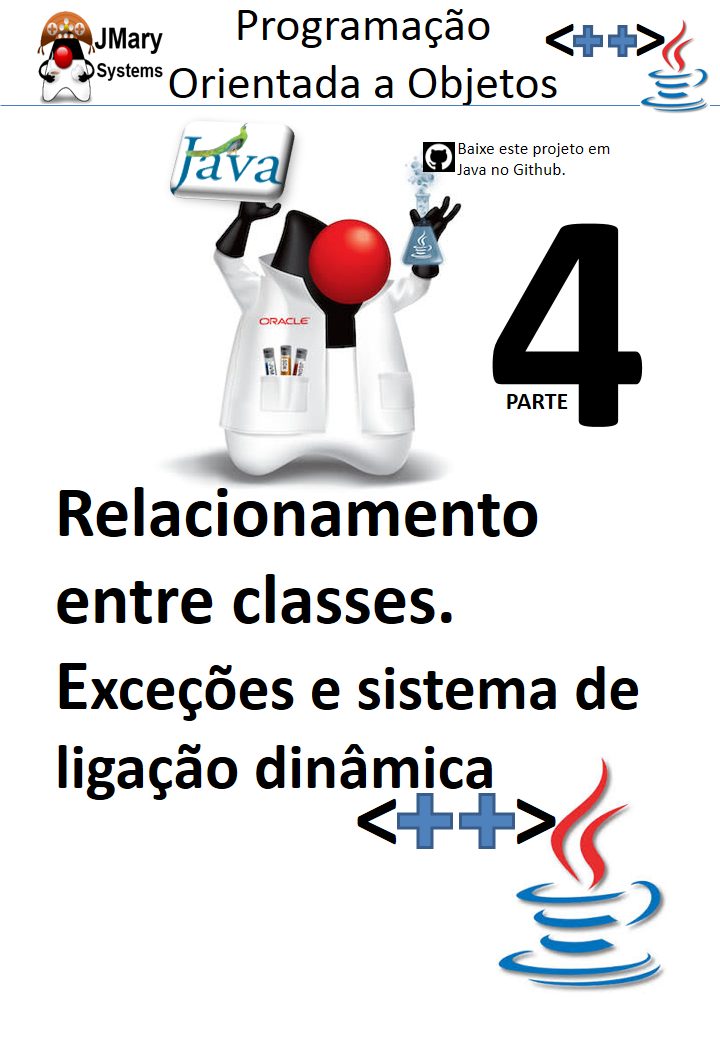 JMary
Systems
Programação
Orientada a Objetos
<++>
Java
Baixe este projeto em
Java no Github.
ORACLE
4
PARTE
Relacionamento
entre classes.
Exceções e sistema de
ligação dinâmica
<++>